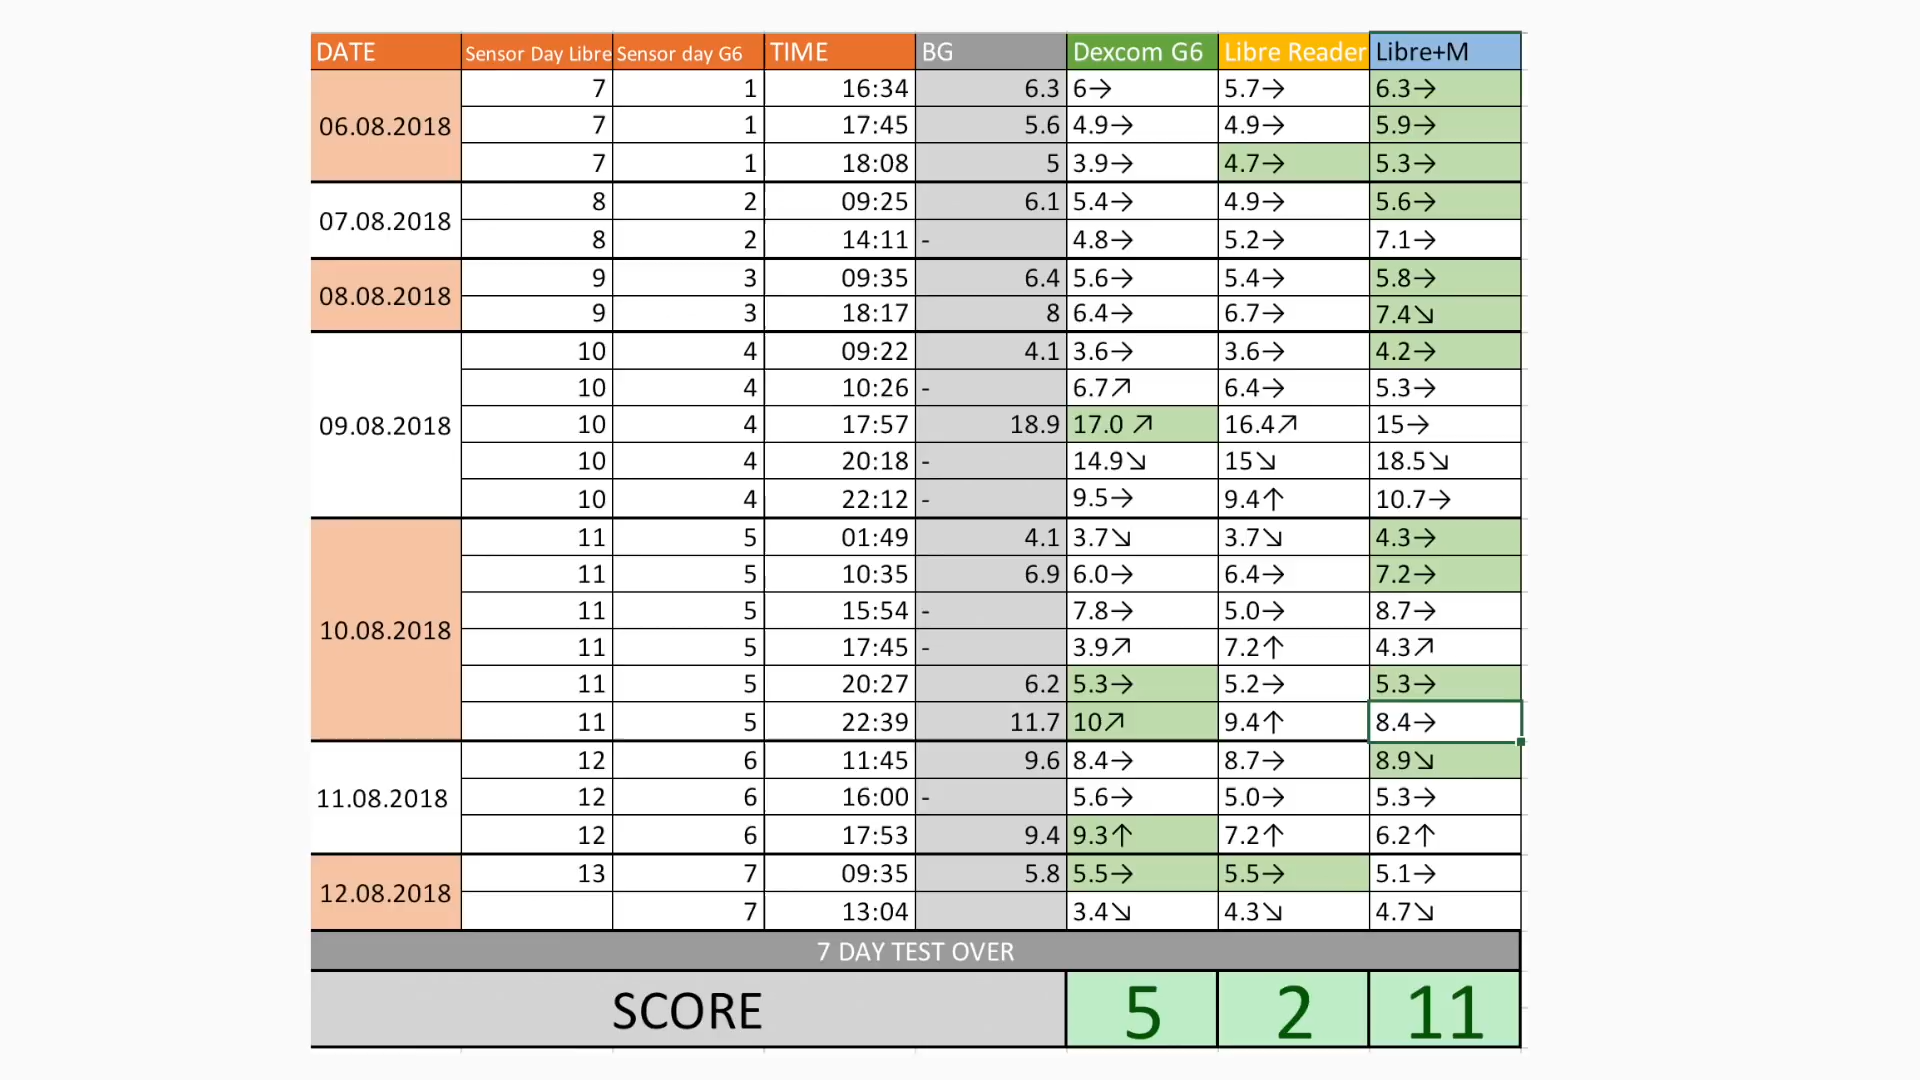 DATE Sensor Day Libre Sensor day G6 TIME BG Dexcom G6 Libre Reader Libre+M
06.08.2018 7 1 16:34 6.3 6→ 5.7→ 6.3→
7 1 17:45 5.6 4.9→ 4.9→ 5.9→
7 1 18:08 5 3.9→ 4.7→ 5.3→
07.08.2018 8 2 09:25 6.1 5.4→ 4.9→ 5.6→
8 2 14:11 - 4.8→ 5.2→ 7.1→
08.08.2018 9 3 09:35 6.4 5.6→ 5.4→ 5.8→
9 3 18:17 8 6.4→ 6.7→ 7.4↘
09.08.2018 10 4 09:22 4.1 3.6→ 3.6→ 4.2→
10 4 10:26 - 6.7↗ 6.4→ 5.3→
10 4 17:57 18.9 17.0 ↗ 16.4↗ 15→
10 4 20:18 - 14.9↘ 15↘ 18.5↘
10 4 22:12 - 9.5→ 9.4↑ 10.7→
10.08.2018 11 5 01:49 4.1 3.7↘ 3.7↘ 4.3→
11 5 10:35 6.9 6.0→ 6.4→ 7.2→
11 5 15:54 - 7.8→ 5.0→ 8.7→
11 5 17:45 - 3.9↗ 7.2↑ 4.3↗
11 5 20:27 6.2 5.3→ 5.2→ 5.3→
11 5 22:39 11.7 10↗ 9.4↑ 8.4→
11.08.2018 12 6 11:45 9.6 8.4→ 8.7→ 8.9↘
12 6 16:00 - 5.6→ 5.0→ 5.3→
12 6 17:53 9.4 9.3↑ 7.2↑ 6.2↑
12.08.2018 13 7 09:35 5.8 5.5→ 5.5→ 5.1→
7 13:04 3.4↘ 4.3↘ 4.7↘
7 DAY TEST OVER
SCORE 5 2 11